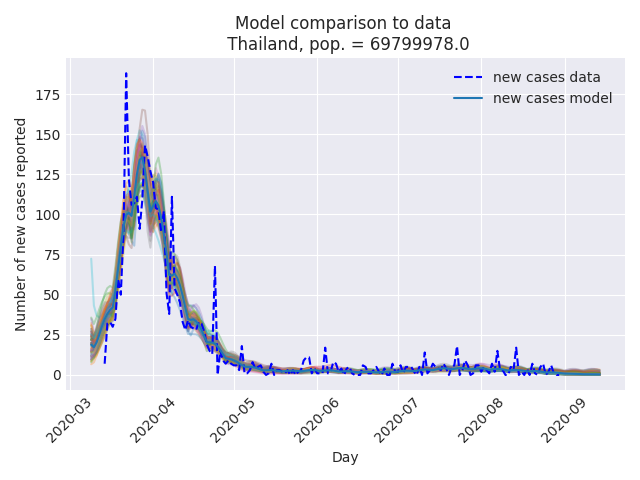 Model comparison to data
Thailand, pop. = 69799978.0
new cases data
new cases model
Number of new cases reported
175
150
125
100
75
50
25
0
2020-03
2020-04
2020-05
2020-06
2020-07
2020-08
2020-09
Day